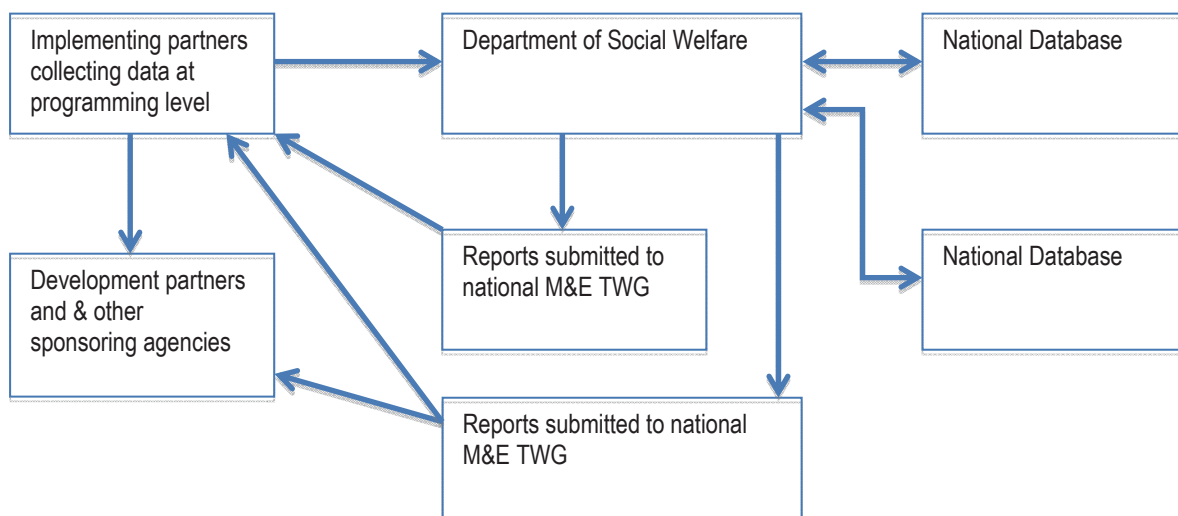 Implementing partners
collecting data at
programming level
Department of Social Welfare
National Database
Development partners
and & other
sponsoring agencies
Reports submitted to
national M&E TWG
National Database
Reports submitted to national
M&E TWG